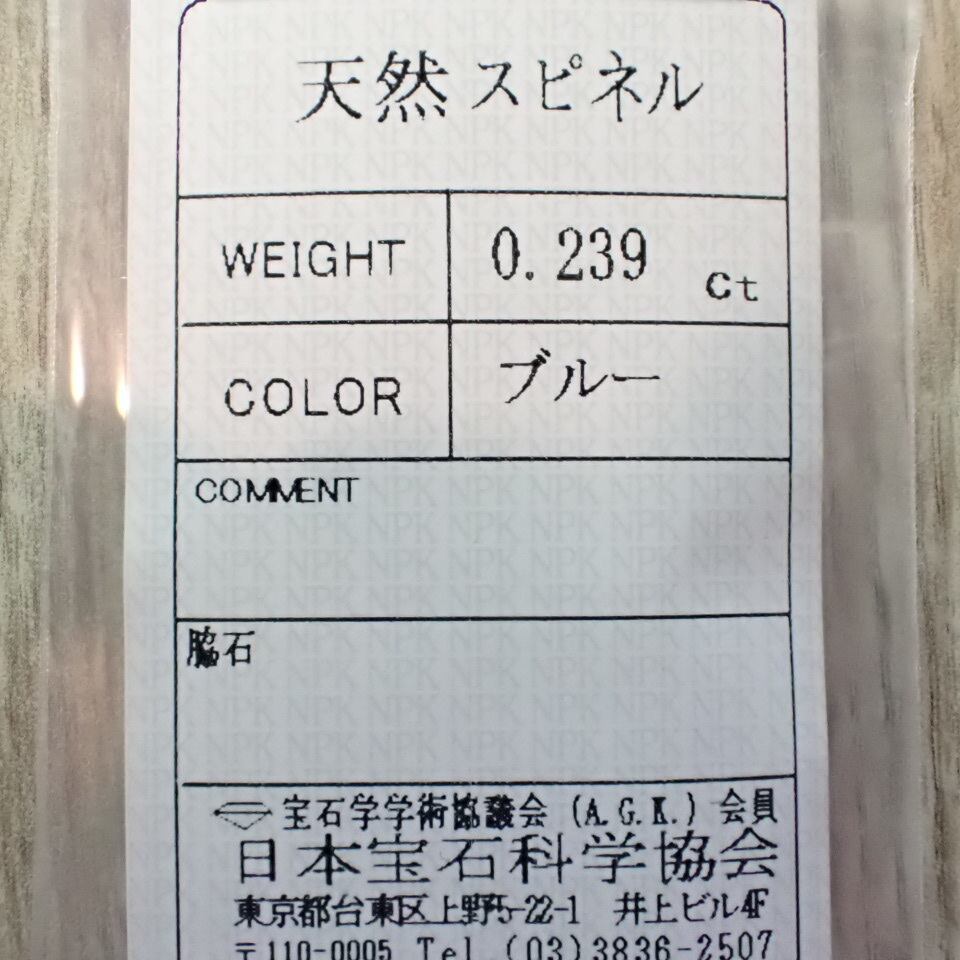 天然 スピネル
WEIGHT 0.239 ct
COLOR ブルー
COMMENT
脇石
宝石学学術協議会 (A.G.K.) 会員
日本宝石科学協会
東京都台東区上野5-22-1 井上ビル4F
〒110-0005 Tel.(03)3836-2507